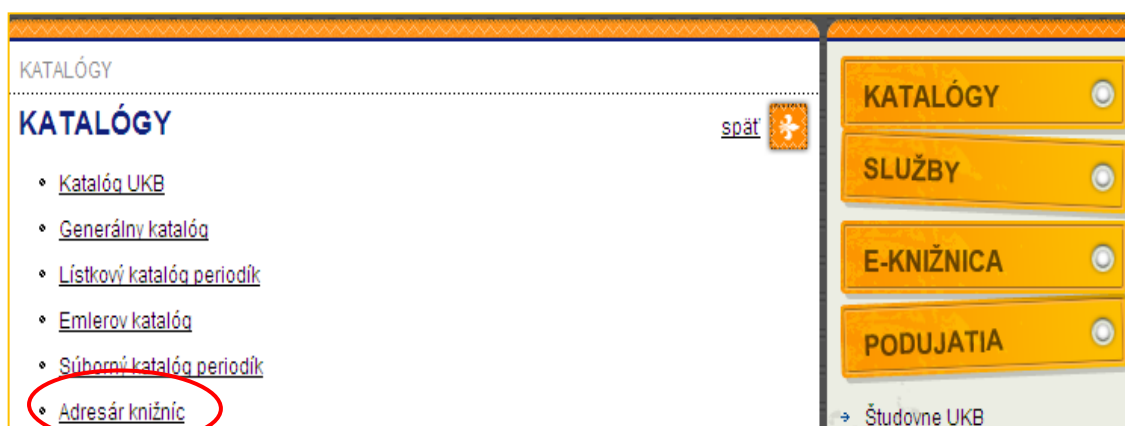 KATALÓGY
KATALÓGY
späť
Katalóg UKB
Generálny katalóg
Lístkový katalóg periodík
Emlerov katalóg
Súborný katalóg periodík
Adresár knižníc
KATALÓGY
SLUŽBY
E-KNIŽNICA
PODUJATIA
Študovne UKB